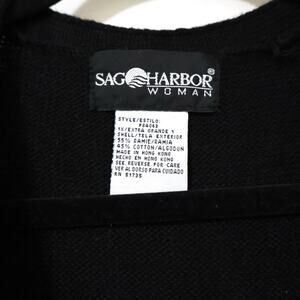 SAG HARBOR®
WOMAN
STYLE/ESTILO:
1X/EXTRA GRANDE 1
SHELL/TELA EXTERIOR
55% RAMIE/RAMIA
45% COTTON/ALGODON
MADE IN HONG KONG
HECHO EN HONG KONG
SEE REVERSE FOR CARE
VER AL DORSO PARA CUIDADO
RN 51735